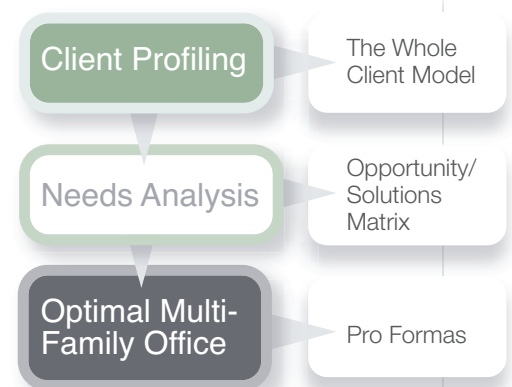 Client Profiling
The Whole
Client Model
Needs Analysis
Opportunity/
Solutions
Matrix
Optimal Multi-
Family Office
Pro Formas